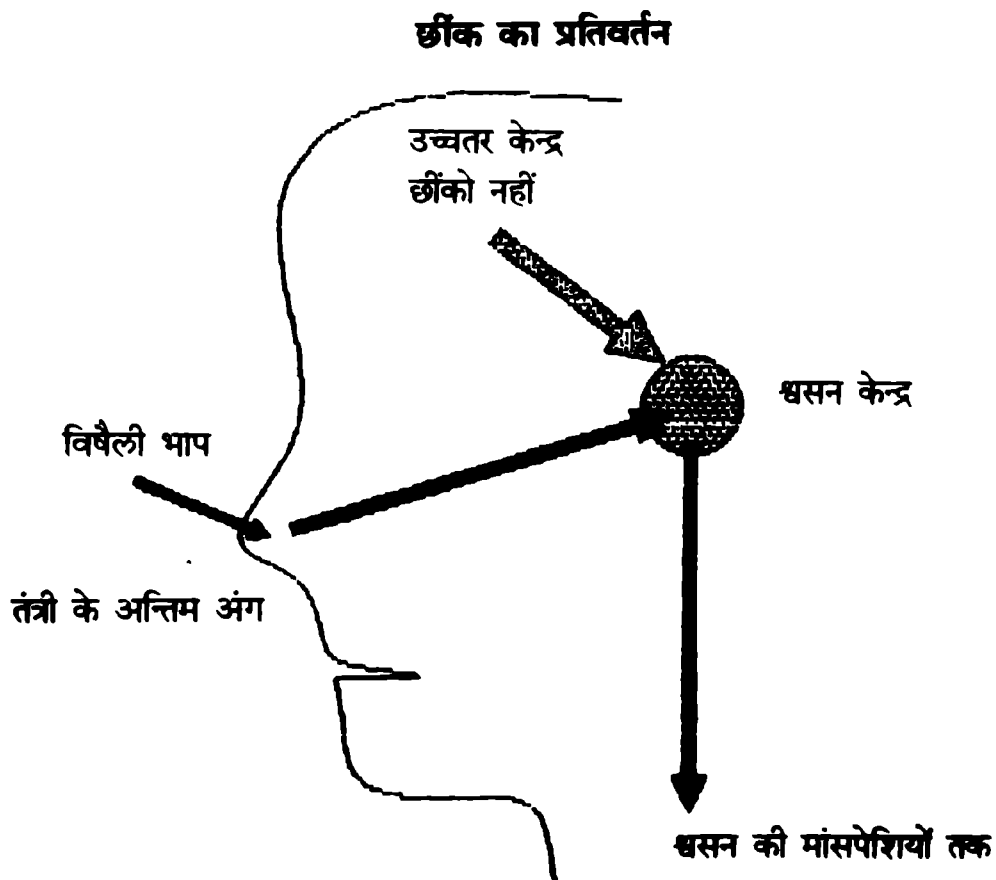 छींक का प्रतिवर्तन
उच्चतर केन्द्र
छींको नहीं
श्वसन केन्द्र
विषैली भाप
तंत्री के अन्तिम अंग
श्वसन की मांसपेशियों तक